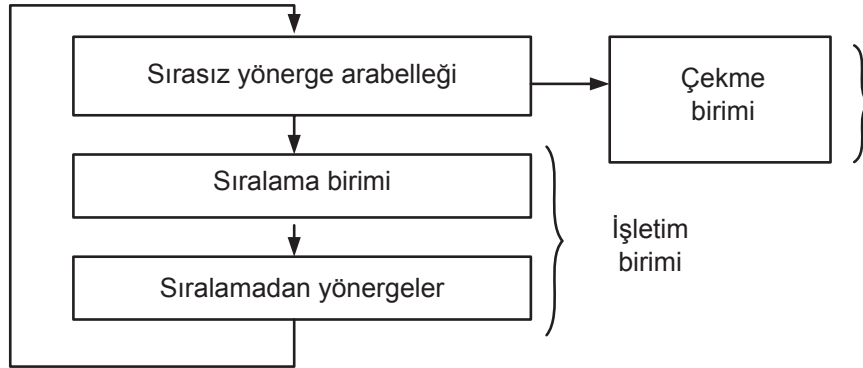 Sırasız yönerge arabelleği
Çekme
birimi
Sıralama birimi
İşletim
birimi
Sıralamadan yönergeler